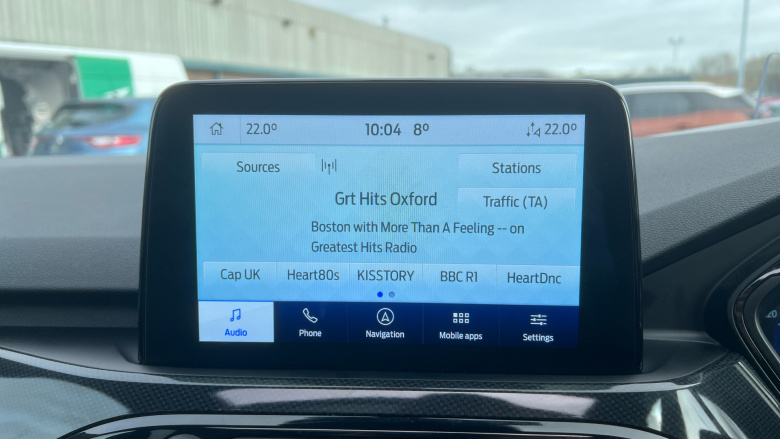 22.0° 10:04 8° 22.0°
Sources Stations
Grt Hits Oxford
Traffic (TA)
Boston with More Than A Feeling -- on
Greatest Hits Radio
Cap UK Heart80s KISSTORY BBC R1 HeartDnc
Audio Phone Navigation Mobile apps Settings